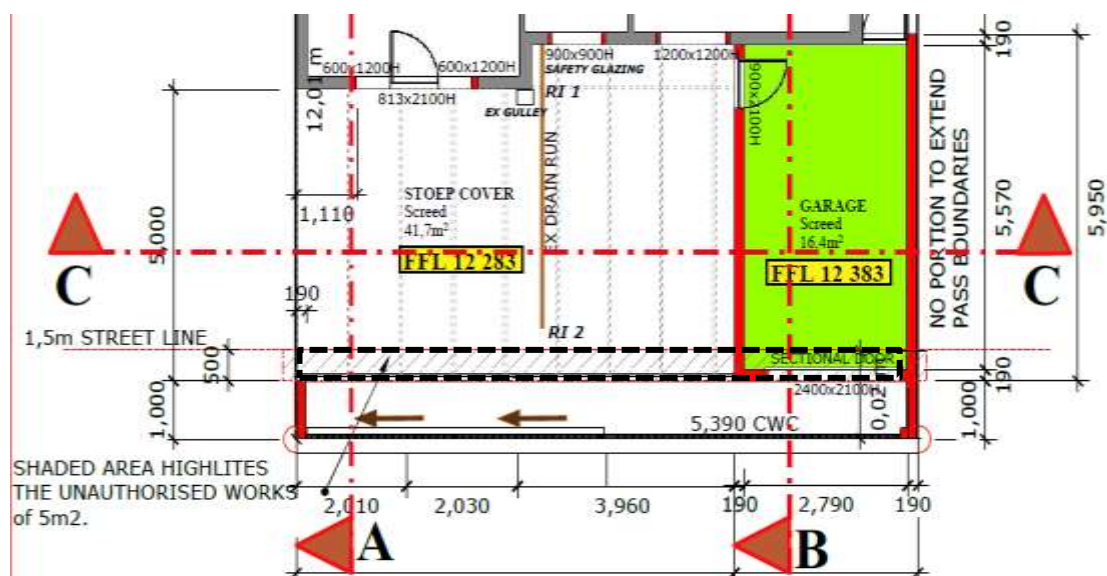 12,01 m
600x1200H
600x1200H
813x2100H
900x900H
SAFETY GLAZING
1200x1200H
RI 1
EX GULLEY
EX DRAIN RUN
900x2100H
190
NO PORTION TO EXTEND
PASS BOUNDARIES
5,570
5,950
5,000
1,110
STOEP COVER
Screed
41,7m²
FFL 12 283
GARAGE
Screed
16,4m²
FFL 12 383
C
C
190
1,5m STREET LINE
RI 2
500
SECTIONAL DOOR
2400x2100H
190
1,000
0,02
1,000
5,390 CWC
SHADED AREA HIGHLITES
THE UNAUTHORISED WORKS
of 5m2.
2,010
2,030
3,960
190
2,790
190
A
B